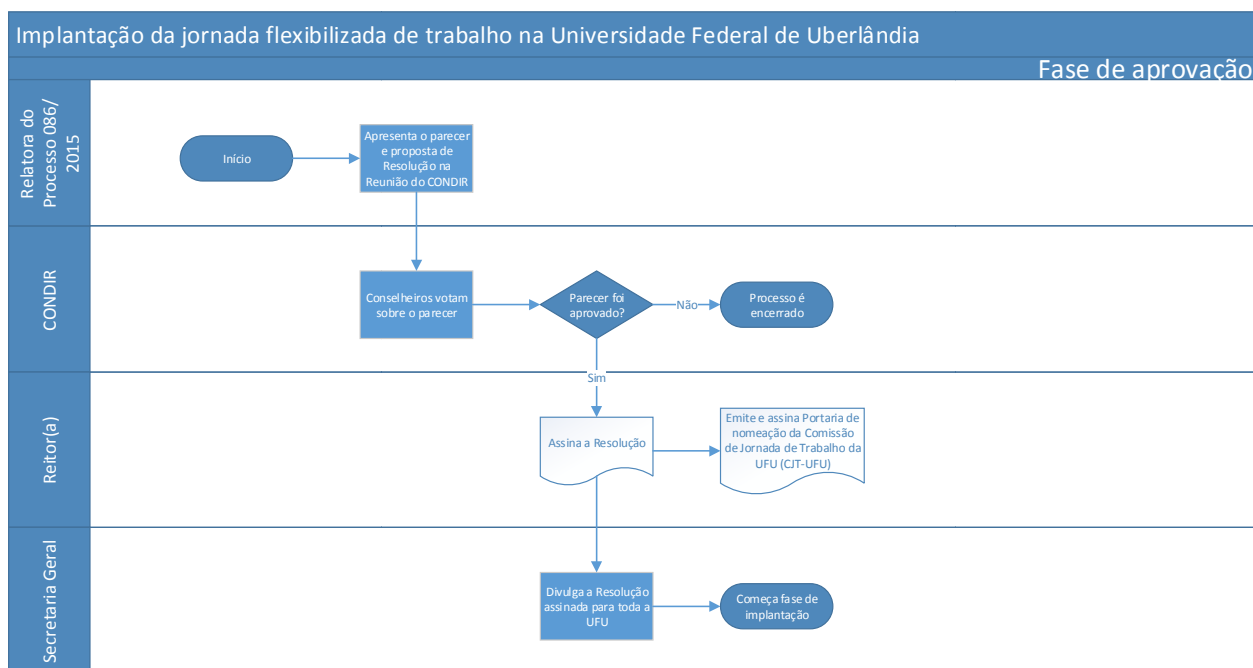 Implantação da jornada flexibilizada de trabalho na Universidade Federal de Uberlândia
Fase de aprovação
Relatora do
Processo 086/
2015
Início
Apresenta o parecer
e proposta de
Resolução na
Reunião do CONDIR
CONDIR
Conselheiros votam
sobre o parecer
Parecer foi
aprovado?
Não
Processo é
encerrado
Sim
Reitor(a)
Assina a Resolução
Emite e assina Portaria de
nomeação da Comissão
de Jornada de Trabalho da
UFU (CJT-UFU)
Secretaria Geral
Divulga a Resolução
assinada para toda a
UFU
Começa fase de
implantação